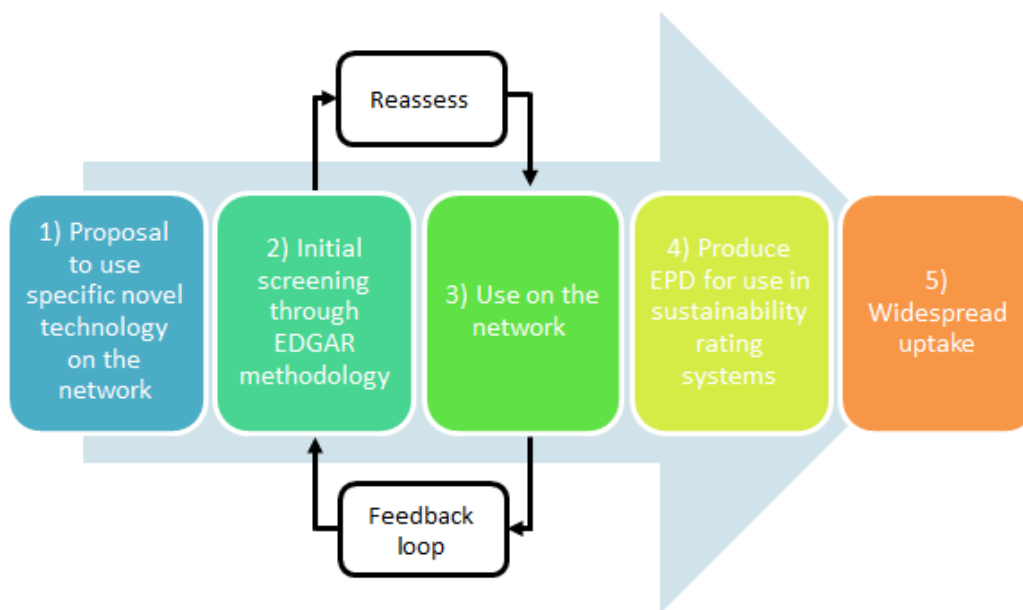 Reassess
1) Proposal
to use
specific novel
technology
on the
network
2) Initial
screening
through
EDGAR
methodology
3) Use on the
network
4) Produce
EPD for use in
sustainability
rating
systems
5)
Widespread
uptake
Feedback
loop